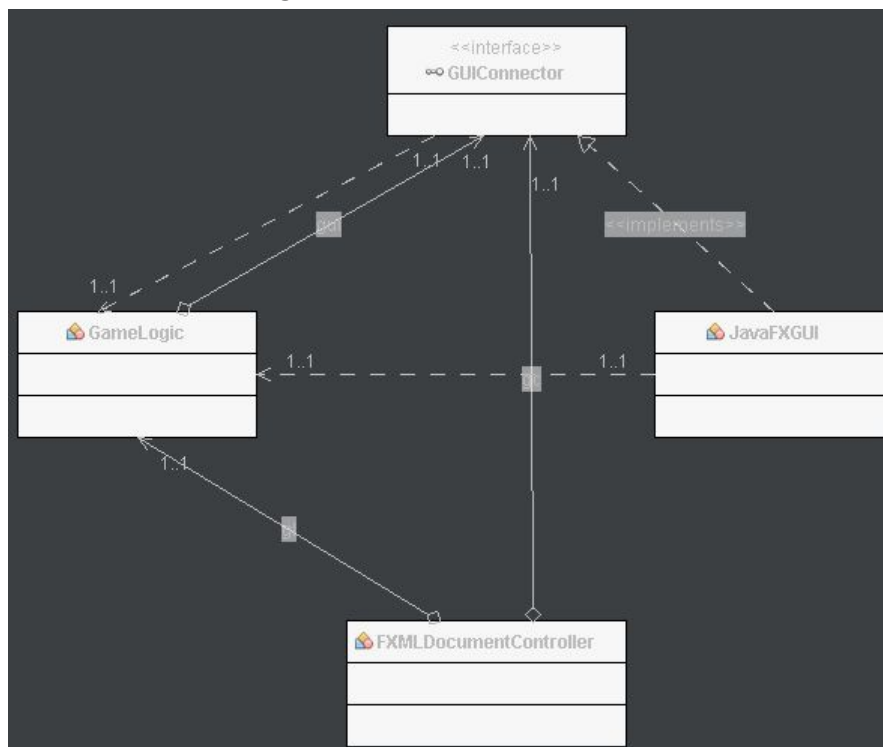 <<interface>>
GUIConnector
1..1
1..1
1..1
gui
<<implements>>
1..1
GameLogic
JavaFXGUI
1..1
1..1
1..1
gl
FXMLDocumentController